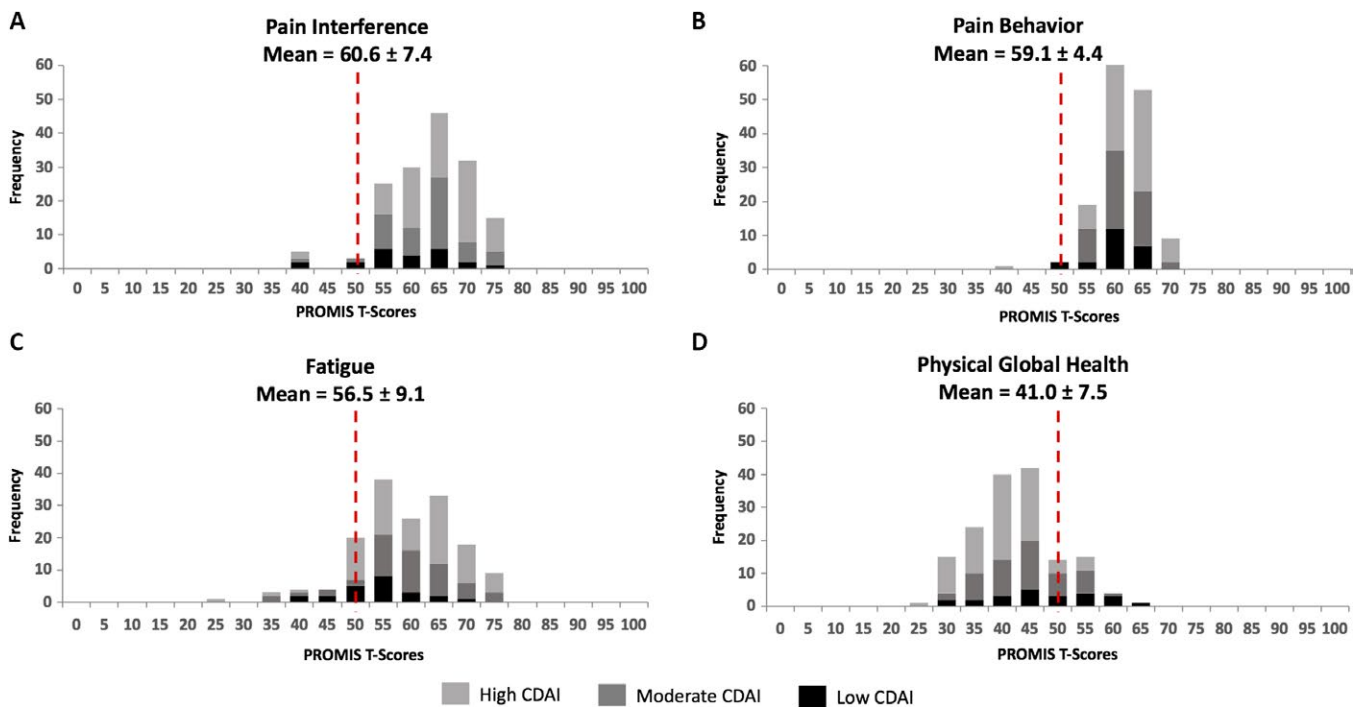 A
Pain Interference
Mean = 60.6 ± 7.4
60
50
40
30
20
10
0
Frequency
0 5 10 15 20 25 30 35 40 45 50 55 60 65 70 75 80 85 90 95 100
PROMIS T-Scores
B
Pain Behavior
Mean = 59.1 ± 4.4
60
50
40
30
20
10
0
Frequency
0 5 10 15 20 25 30 35 40 45 50 55 60 65 70 75 80 85 90 95 100
PROMIS T-Scores
C
Fatigue
Mean = 56.5 ± 9.1
60
50
40
30
20
10
0
Frequency
0 5 10 15 20 25 30 35 40 45 50 55 60 65 70 75 80 85 90 95 100
PROMIS T-Scores
D
Physical Global Health
Mean = 41.0 ± 7.5
60
50
40
30
20
10
0
Frequency
0 5 10 15 20 25 30 35 40 45 50 55 60 65 70 75 80 85 90 95 100
PROMIS T-Scores
High CDAI Moderate CDAI Low CDAI